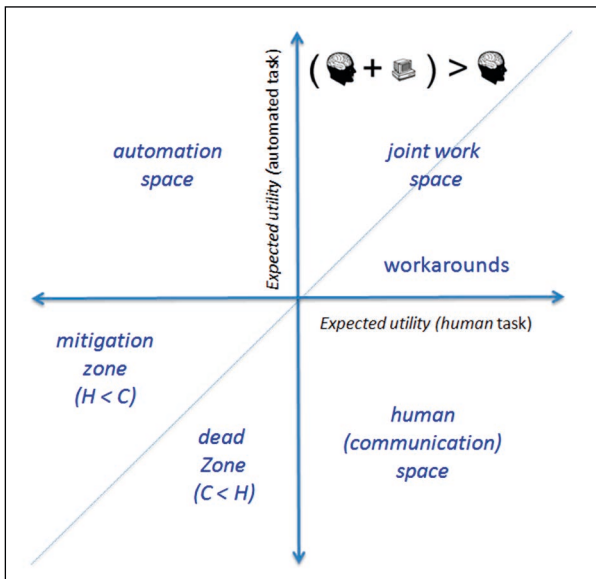 ( + ) >
automation
space
Expected utility (automated task)
joint work
space
workarounds
Expected utility (human task)
mitigation
zone
(H < C)
dead
Zone
(C < H)
human
(communication)
space